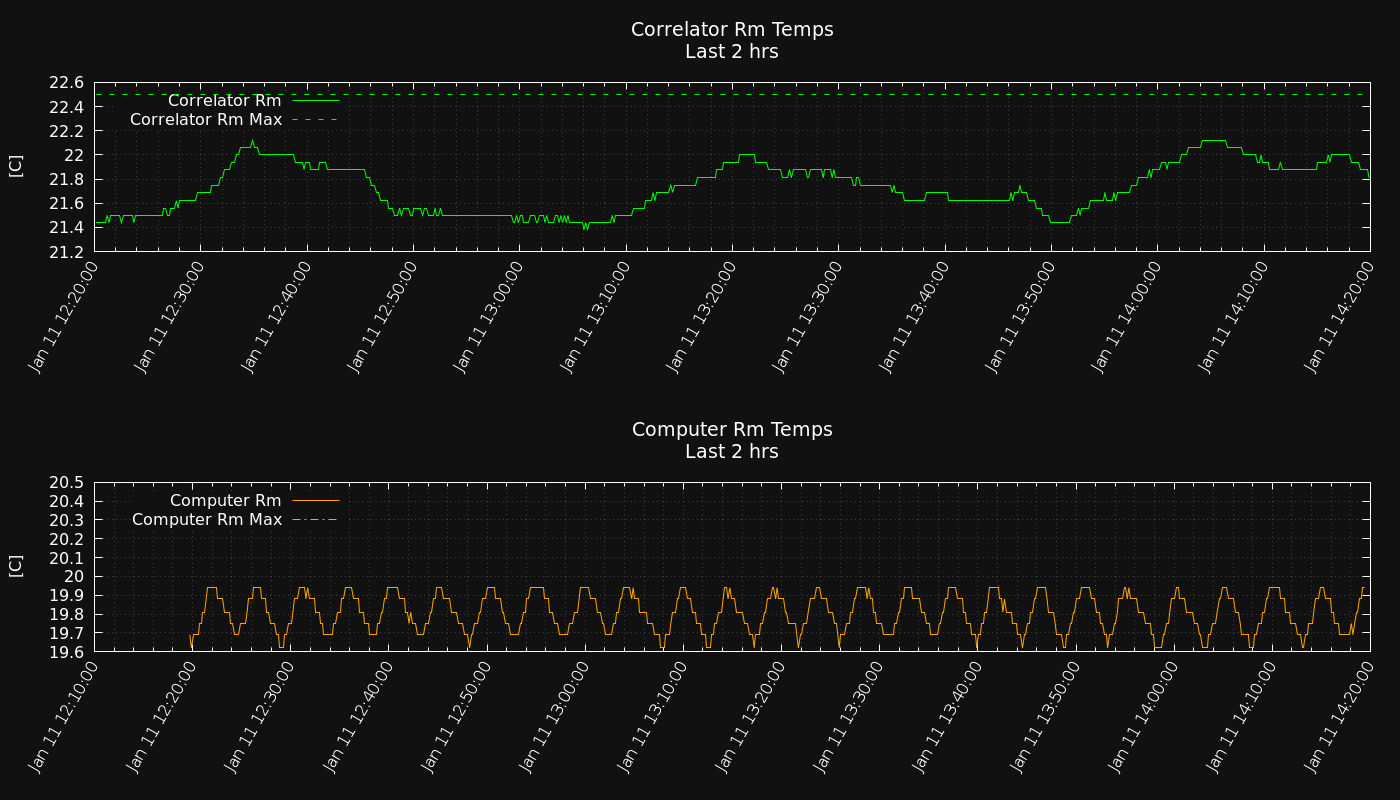 Correlator Rm Temps
Last 2 hrs
22.6
22.4
22.2
22
21.8
21.6
21.4
21.2
[C]
Correlator Rm
Correlator Rm Max
Jan 11 12:20:00
Jan 11 12:30:00
Jan 11 12:40:00
Jan 11 12:50:00
Jan 11 13:00:00
Jan 11 13:10:00
Jan 11 13:20:00
Jan 11 13:30:00
Jan 11 13:40:00
Jan 11 13:50:00
Jan 11 14:00:00
Jan 11 14:10:00
Jan 11 14:20:00
Computer Rm Temps
Last 2 hrs
20.5
20.4
20.3
20.2
20.1
20
19.9
19.8
19.7
19.6
[C]
Computer Rm
Computer Rm Max
Jan 11 12:10:00
Jan 11 12:20:00
Jan 11 12:30:00
Jan 11 12:40:00
Jan 11 12:50:00
Jan 11 13:00:00
Jan 11 13:10:00
Jan 11 13:20:00
Jan 11 13:30:00
Jan 11 13:40:00
Jan 11 13:50:00
Jan 11 14:00:00
Jan 11 14:10:00
Jan 11 14:20:00